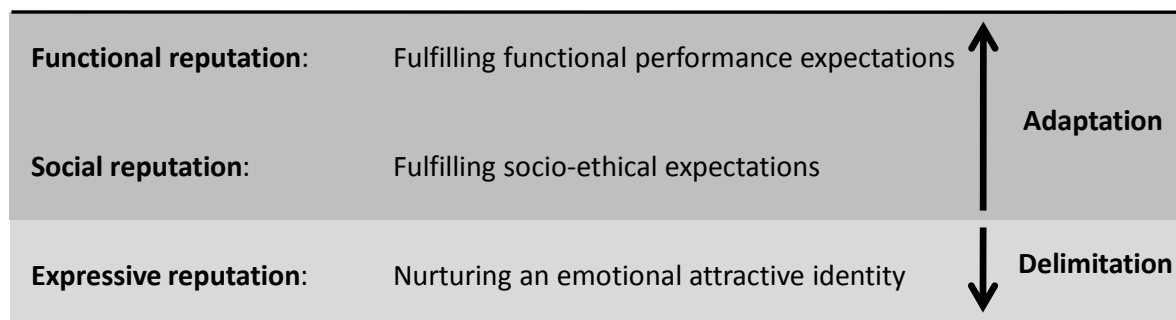 Functional reputation: Fulfilling functional performance expectations
Adaptation
Social reputation: Fulfilling socio-ethical expectations
Expressive reputation: Nurturing an emotional attractive identity
Delimitation